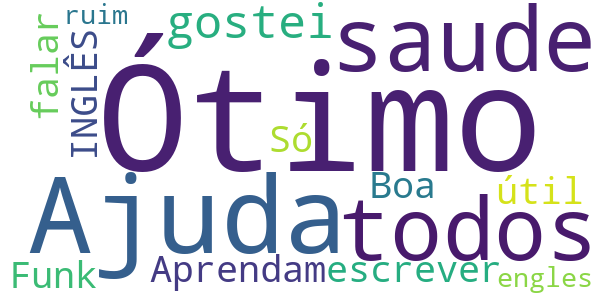 ruim
gostei
saude
falar
INGLÊS
Ótimo
Só
Ajuda
Boa
útil
todos
Funk
Aprendam
escrever
engles